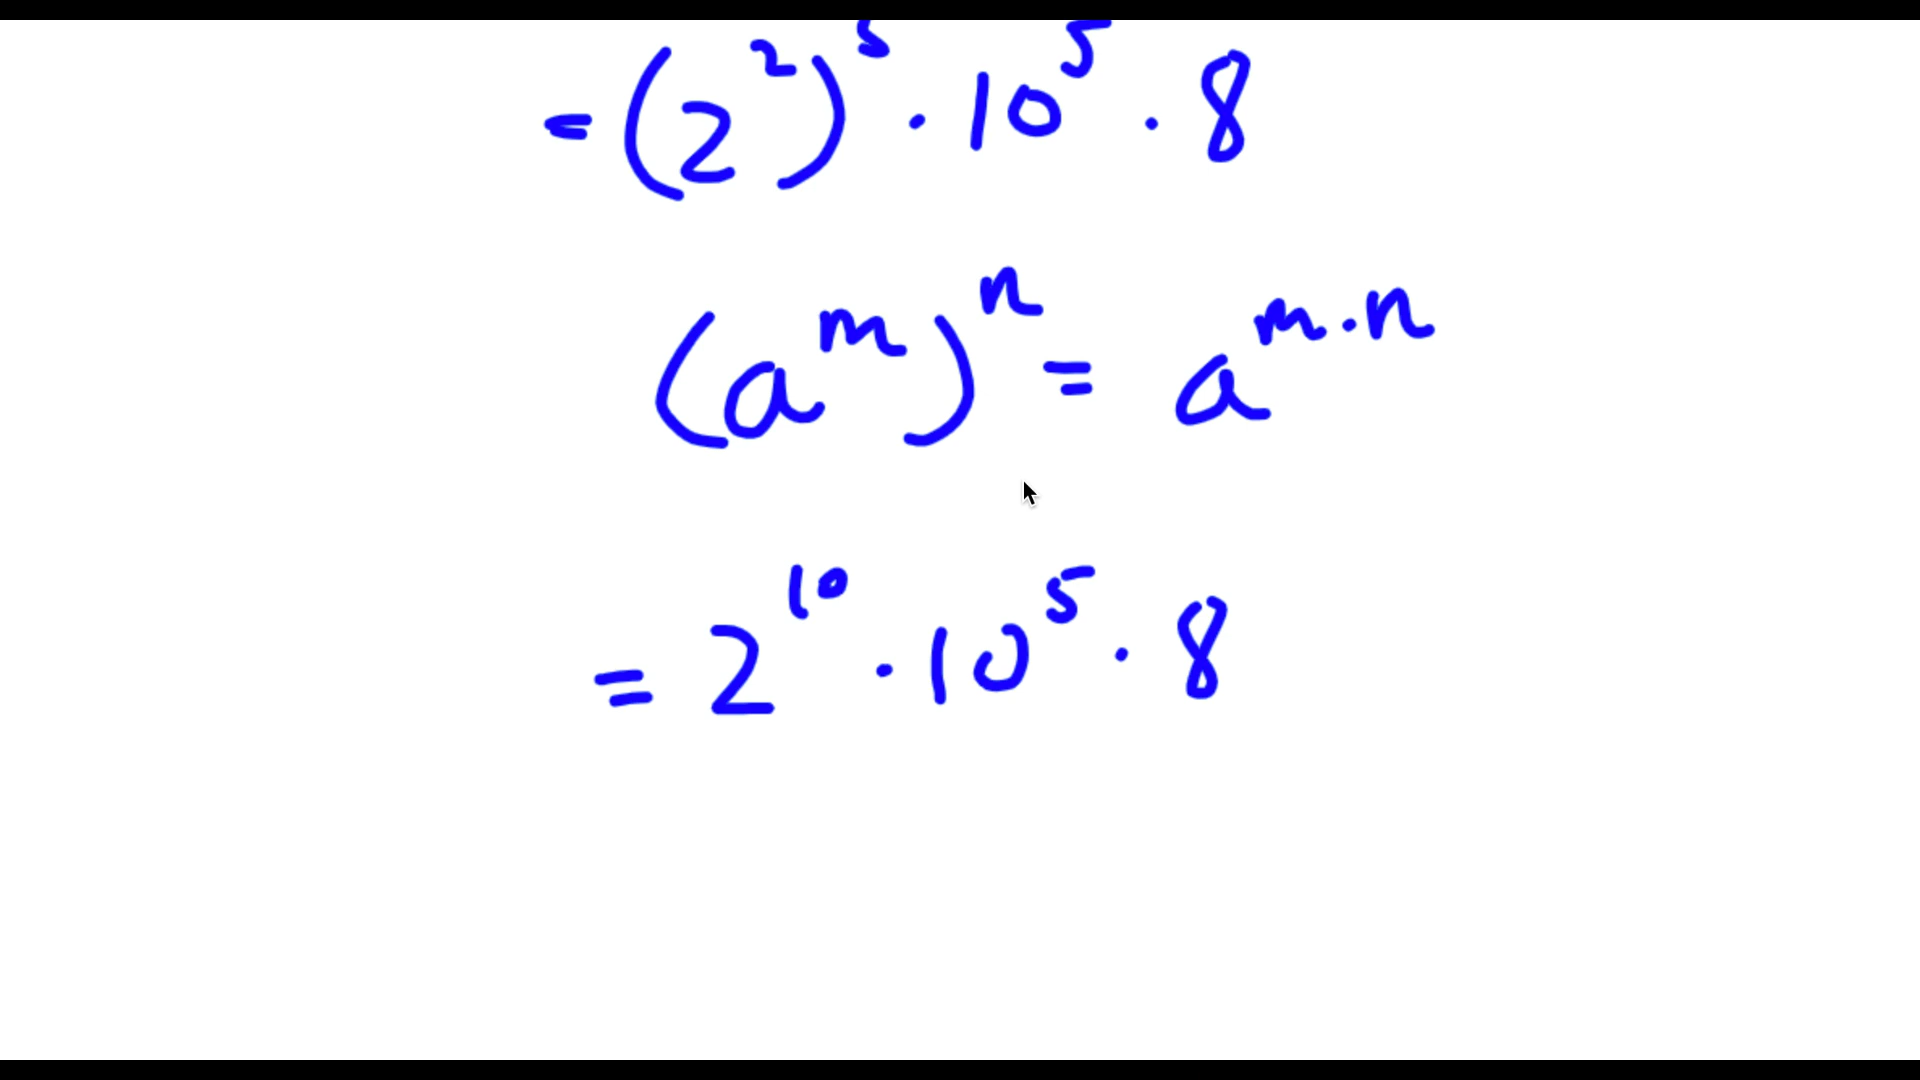 = (2²)⁵ · 10⁵ · 8
(aᵐ)ⁿ = aᵐ·ⁿ
= 2¹⁰ · 10⁵ · 8